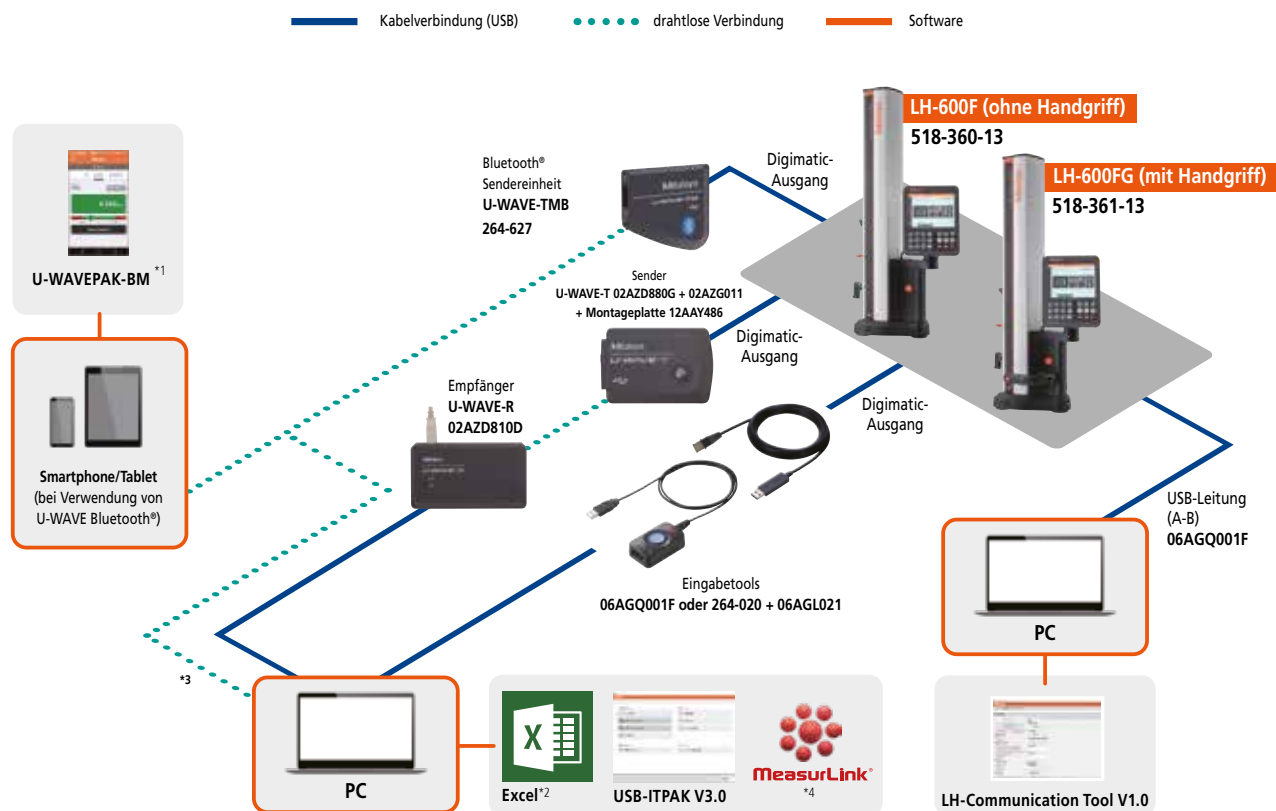 Kabelverbindung (USB)
drahtlose Verbindung
Software
LH-600F (ohne Handgriff)
518-360-13
LH-600FG (mit Handgriff)
518-361-13
Bluetooth®
Sendereinheit
U-WAVE-TMB
264-627
Mitutoyo
Digimatic-
Ausgang
U-WAVEPAK-BM *1
Sender
U-WAVE-T 02AZD880G + 02AZG011
+ Montageplatte 12AAY486
Mitutoyo
Digimatic-
Ausgang
Empfänger
U-WAVE-R
02AZD810D
Digimatic-
Ausgang
Smartphone/Tablet
(bei Verwendung von
U-WAVE Bluetooth®)
USB-Leitung
(A-B)
06AGQ001F
Eingabetools
06AGQ001F oder 264-020 + 06AGL021
PC
*3
PC
X
Excel*2
USB-ITPAK V3.0
MeasurLink®
*4
LH-Communication Tool V1.0